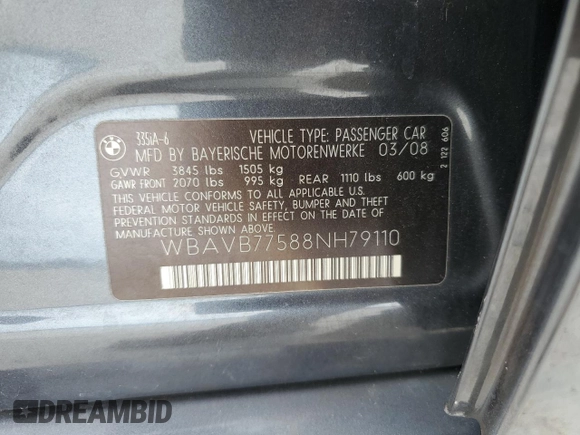 335iA-6
VEHICLE TYPE: PASSENGER CAR
MFD BY BAYERISCHE MOTORENWERKE 03/08
GVWR 3845 lbs 1505 kg
GAWR FRONT 2070 lbs 995 kg REAR 1110 lbs 600 kg
THIS VEHICLE CONFORMS TO ALL APPLICABLE U.S.
FEDERAL MOTOR VEHICLE SAFETY, BUMPER AND THEFT
PREVENTION STANDARDS IN EFFECT ON THE DATE OF
MANUFACTURE SHOWN ABOVE
WBAVB77588NH79110
2 122 606
DREAMBID